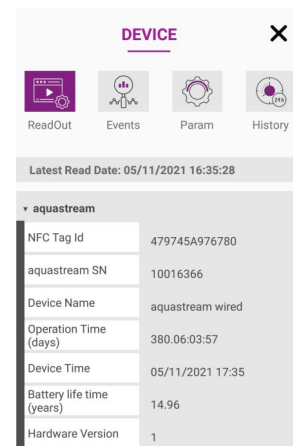 DEVICE
24h
ReadOut Events Param History
Latest Read Date: 05/11/2021 16:35:28
▾ aquastream
NFC Tag Id 479745A976780
aquastream SN 10016366
Device Name aquastream wired
Operation Time
(days) 380.06:03:57
Device Time 05/11/2021 17:35
Battery life time
(years) 14.96
Hardware Version 1